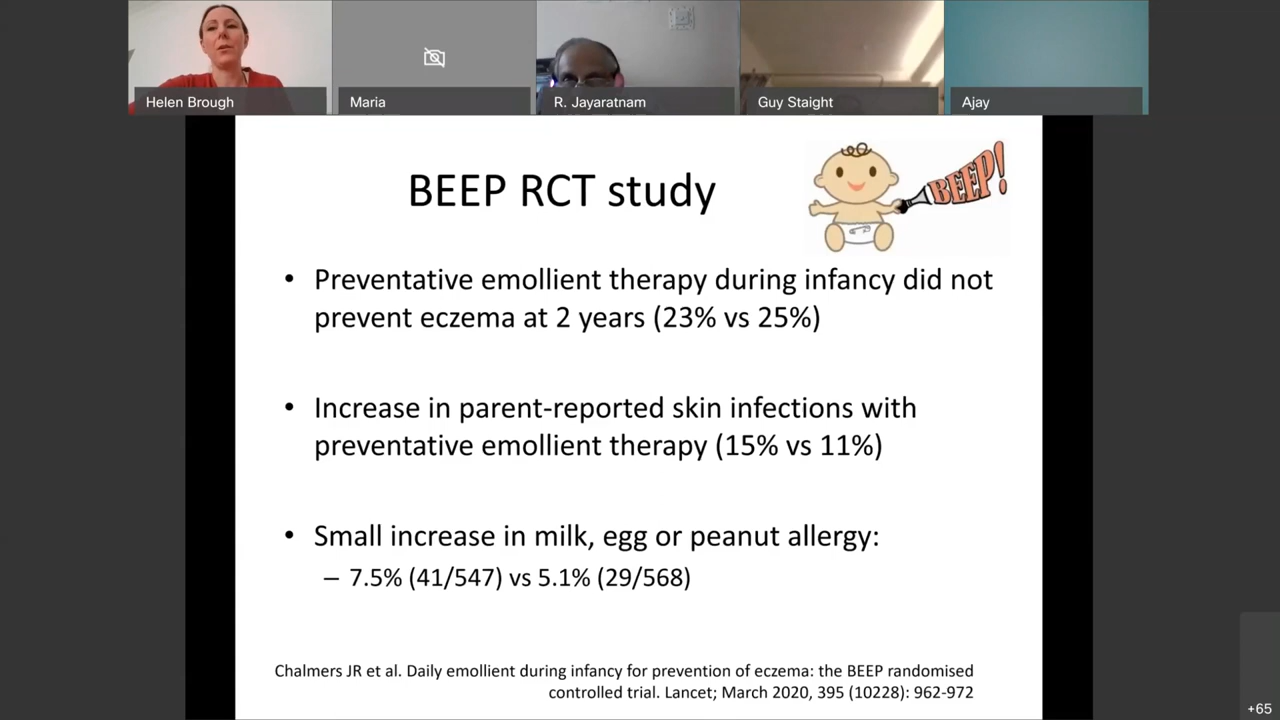 Helen Brough
Maria
R. Jayaratnam
Guy Staight
Ajay
BEEP RCT study
BEEP!
• Preventative emollient therapy during infancy did not
prevent eczema at 2 years (23% vs 25%)
• Increase in parent-reported skin infections with
preventative emollient therapy (15% vs 11%)
• Small increase in milk, egg or peanut allergy:
– 7.5% (41/547) vs 5.1% (29/568)
Chalmers JR et al. Daily emollient during infancy for prevention of eczema: the BEEP randomised
controlled trial. Lancet; March 2020, 395 (10228): 962-972
+65